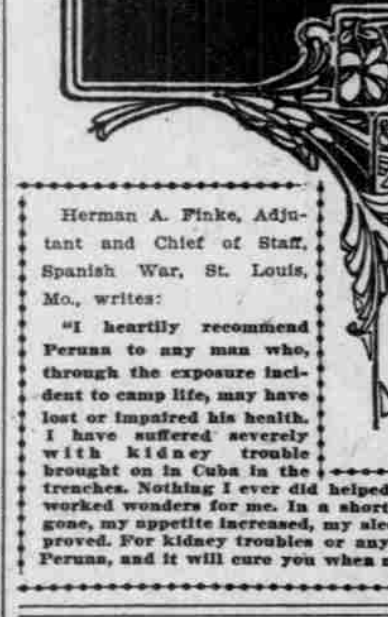 Herman A. Finke, Adju-
tant and Chief of Staff,
Spanish War, St. Louis,
Mo., writes:
"I heartily recommend
Peruna to any man who,
through the exposure inci-
dent to camp life, may have
lost or impaired his health.
I have suffered severely
with kidney trouble
brought on in Cuba in the
trenches. Nothing I ever did helped
worked wonders for me. In a short
gone, my appetite increased, my
proved. For kidney troubles or any
Peruna, and it will cure you when